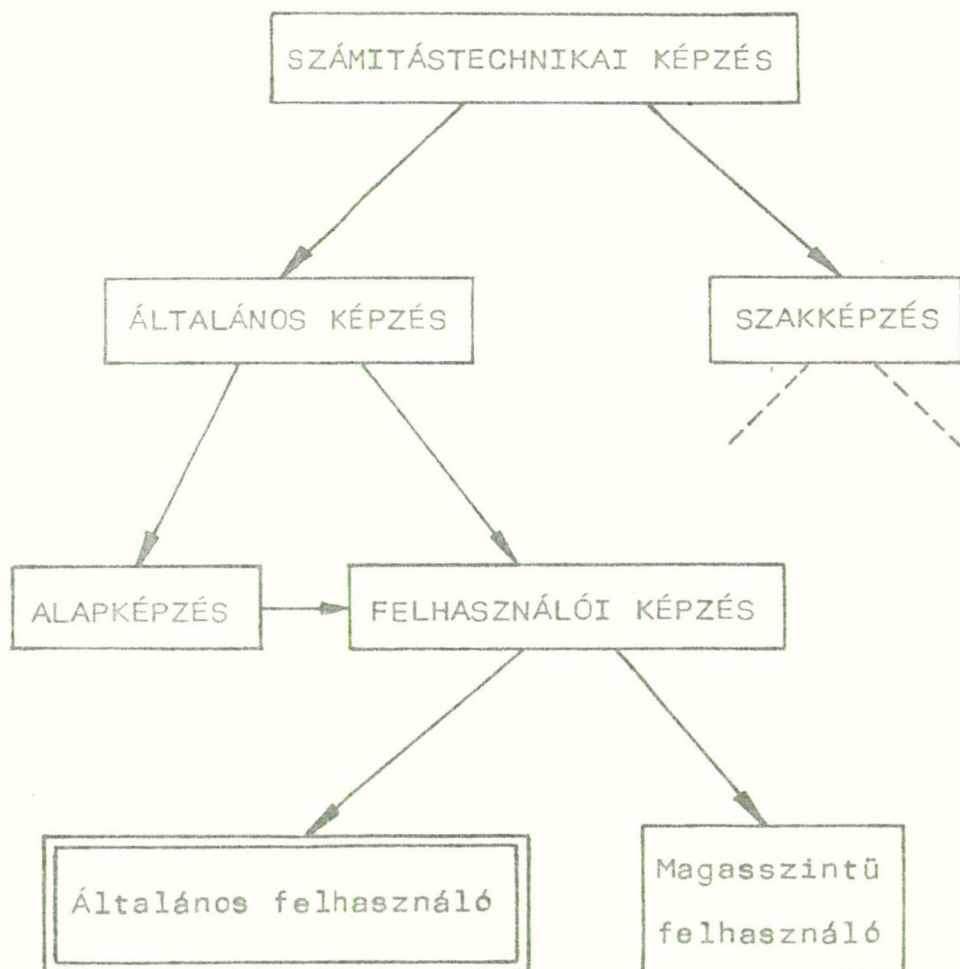 SZÁMITÁSTECHNIKAI KÉPZÉS
ÁLTALÁNOS KÉPZÉS
SZAKKÉPZÉS
ALAPKÉPZÉS
FELHASZNÁLÓI KÉPZÉS
Általános felhasználó
Magasszintü
felhasználó